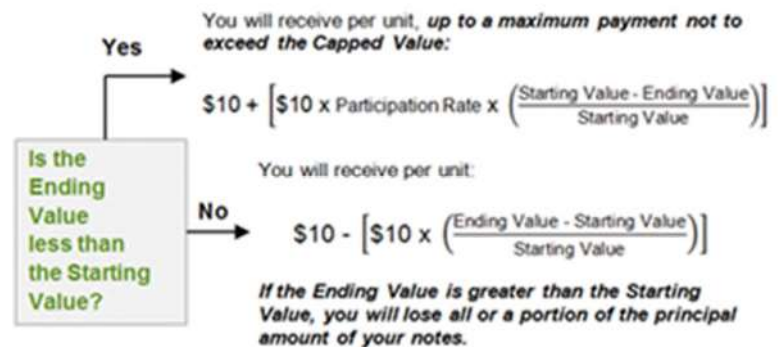 You will receive per unit, up to a maximum payment not to
exceed the Capped Value:
Yes
$10 + [$10 x Participation Rate x (Starting Value - Ending Value / Starting Value)]
Is the
Ending
Value
less than
the Starting
Value?
You will receive per unit:
No
$10 - [$10 x (Ending Value - Starting Value / Starting Value)]
If the Ending Value is greater than the Starting
Value, you will lose all or a portion of the principal
amount of your notes.